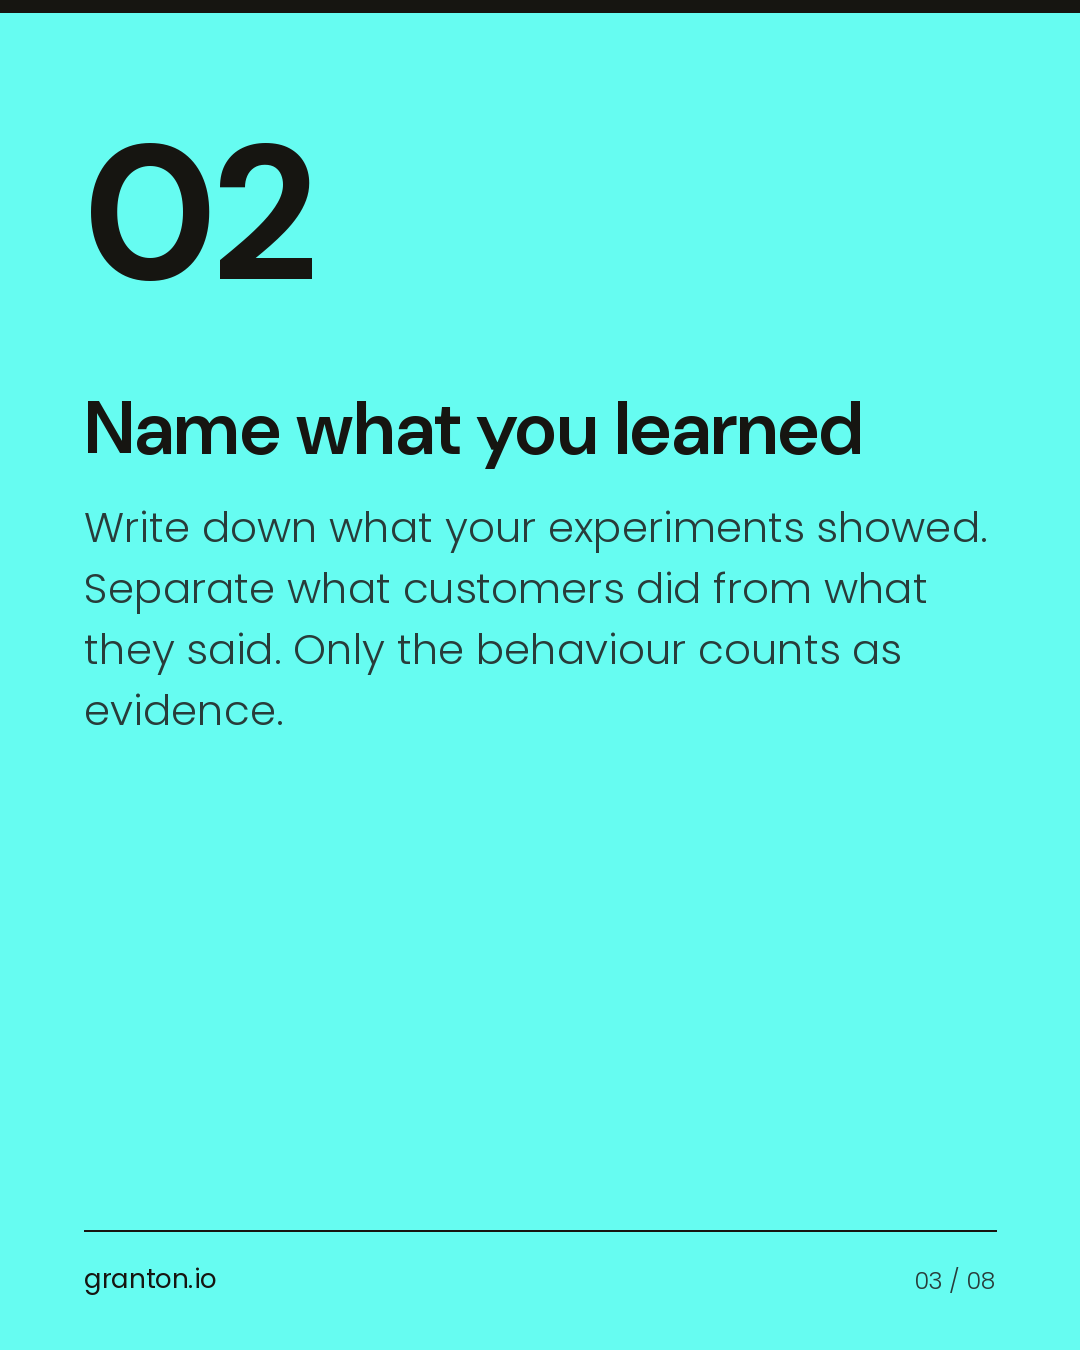 02
Name what you learned
Write down what your experiments showed.
Separate what customers did from what
they said. Only the behaviour counts as
evidence.
granton.io
03 / 08